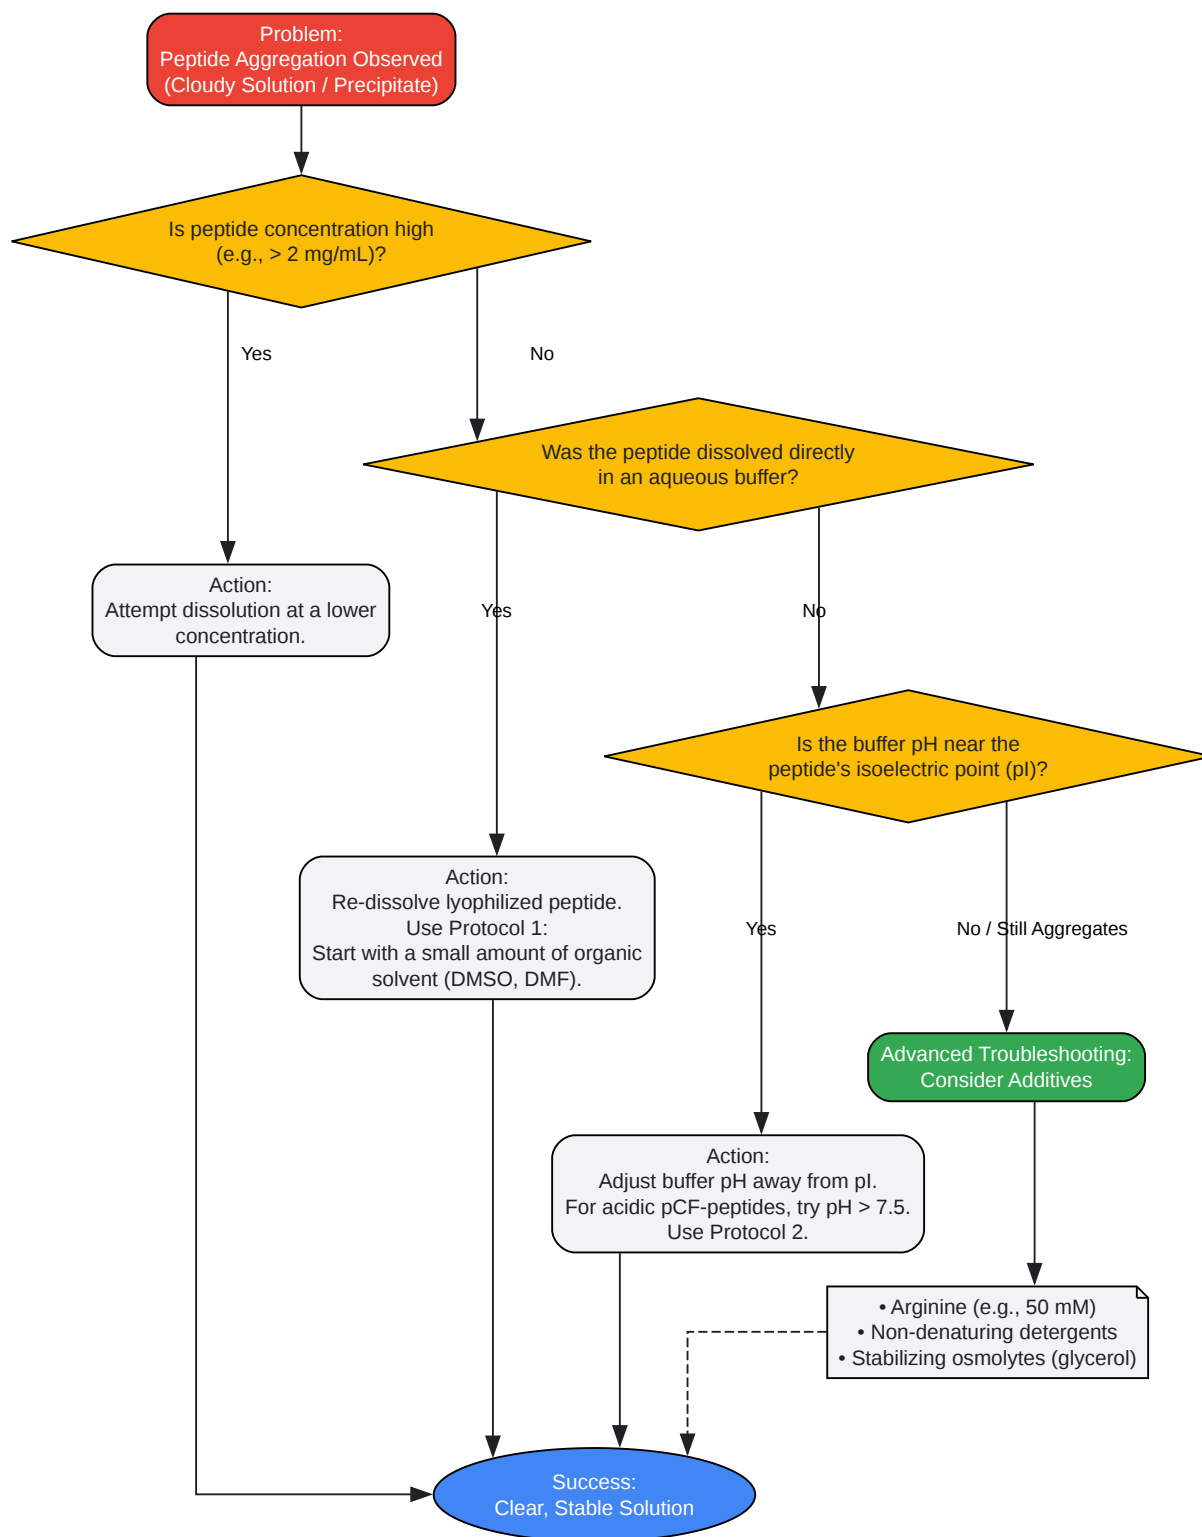 Problem:
Peptide Aggregation Observed
(Cloudy Solution / Precipitate)
Is peptide concentration high
(e.g., > 2 mg/mL)?
Yes
No
Was the peptide dissolved directly
in an aqueous buffer?
Action:
Attempt dissolution at a lower
concentration.
Yes
No
Is the buffer pH near the
peptide's isoelectric point (pI)?
Action:
Re-dissolve lyophilized peptide.
Use Protocol 1:
Start with a small amount of organic
solvent (DMSO, DMF).
Yes
No / Still Aggregates
Advanced Troubleshooting:
Consider Additives
Action:
Adjust buffer pH away from pI.
For acidic pCF-peptides, try pH > 7.5.
Use Protocol 2.
• Arginine (e.g., 50 mM)
• Non-denaturing detergents
• Stabilizing osmolytes (glycerol)
Success:
Clear, Stable Solution